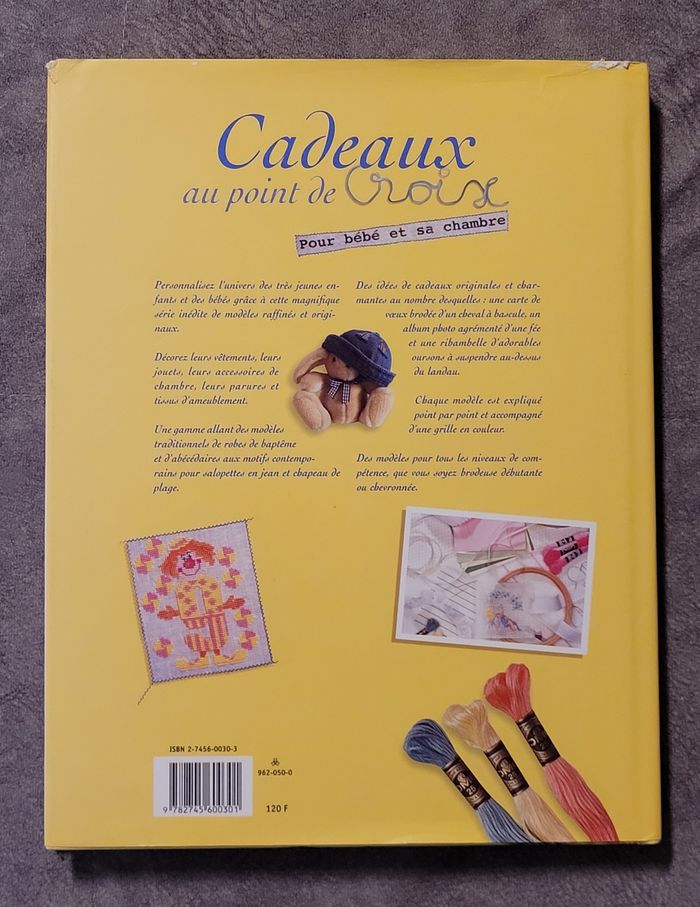 Cadeaux
au point de Croix
Pour bébé et sa chambre
Personnalisez l'univers des très jeunes en-
fants et des bébés grâce à cette magnifique
série inédite de modèles raffinés et origi-
naux.
Décorez leurs vêtements, leurs
jouets, leurs accessoires de
chambre, leurs parures et
tissus d'ameublement.
Une gamme allant des modèles
traditionnels de robes de baptême
et d'abécédaires aux motifs contempo-
rains pour salopettes en jean et chapeau de
plage.
Des idées de cadeaux originales et char-
mantes au nombre desquelles : une carte de
vœux brodée d'un cheval à bascule, un
album photo agrémenté d'une fée
et une ribambelle d'adorables
oursons à suspendre au-dessus
du landau.
Chaque modèle est expliqué
point par point et accompagné
d'une grille en couleur.
Des modèles pour tous les niveaux de com-
pétence, que vous soyez brodeuse débutante
ou chevronnée.
ISBN 2-7456-0030-3
962-050-0
9 782745 600301
120 F